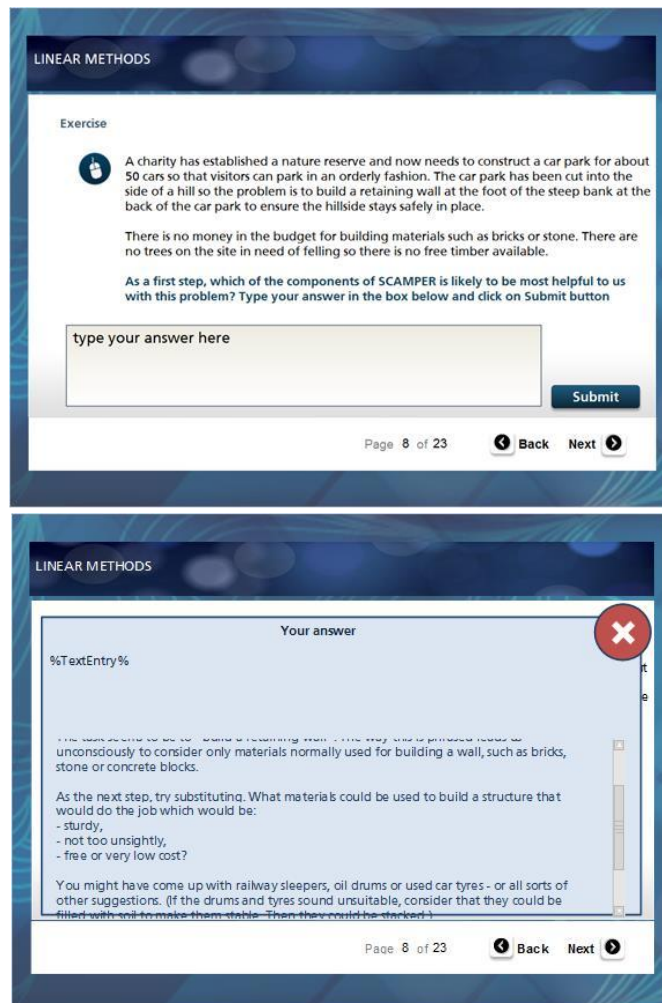 LINEAR METHODS
Exercise
A charity has established a nature reserve and now needs to construct a car park for about
50 cars so that visitors can park in an orderly fashion. The car park has been cut into the
side of a hill so the problem is to build a retaining wall at the foot of the steep bank at the
back of the car park to ensure the hillside stays safely in place.
There is no money in the budget for building materials such as bricks or stone. There are
no trees on the site in need of felling so there is no free timber available.
As a first step, which of the components of SCAMPER is likely to be most helpful to us
with this problem? Type your answer in the box below and click on Submit button
type your answer here
Submit
Page 8 of 23
Back
Next
LINEAR METHODS
Your answer
%TextEntry%
unconsciously to consider only materials normally used for building a wall, such as bricks,
stone or concrete blocks.
As the next step, try substituting. What materials could be used to build a structure that
would do the job which would be:
- sturdy,
- not too unsightly,
- free or very low cost?
You might have come up with railway sleepers, oil drums or used car tyres - or all sorts of
other suggestions. (If the drums and tyres sound unsuitable, consider that they could be
filled with soil to make them stable. Then they could be stacked.)
Page 8 of 23
Back
Next